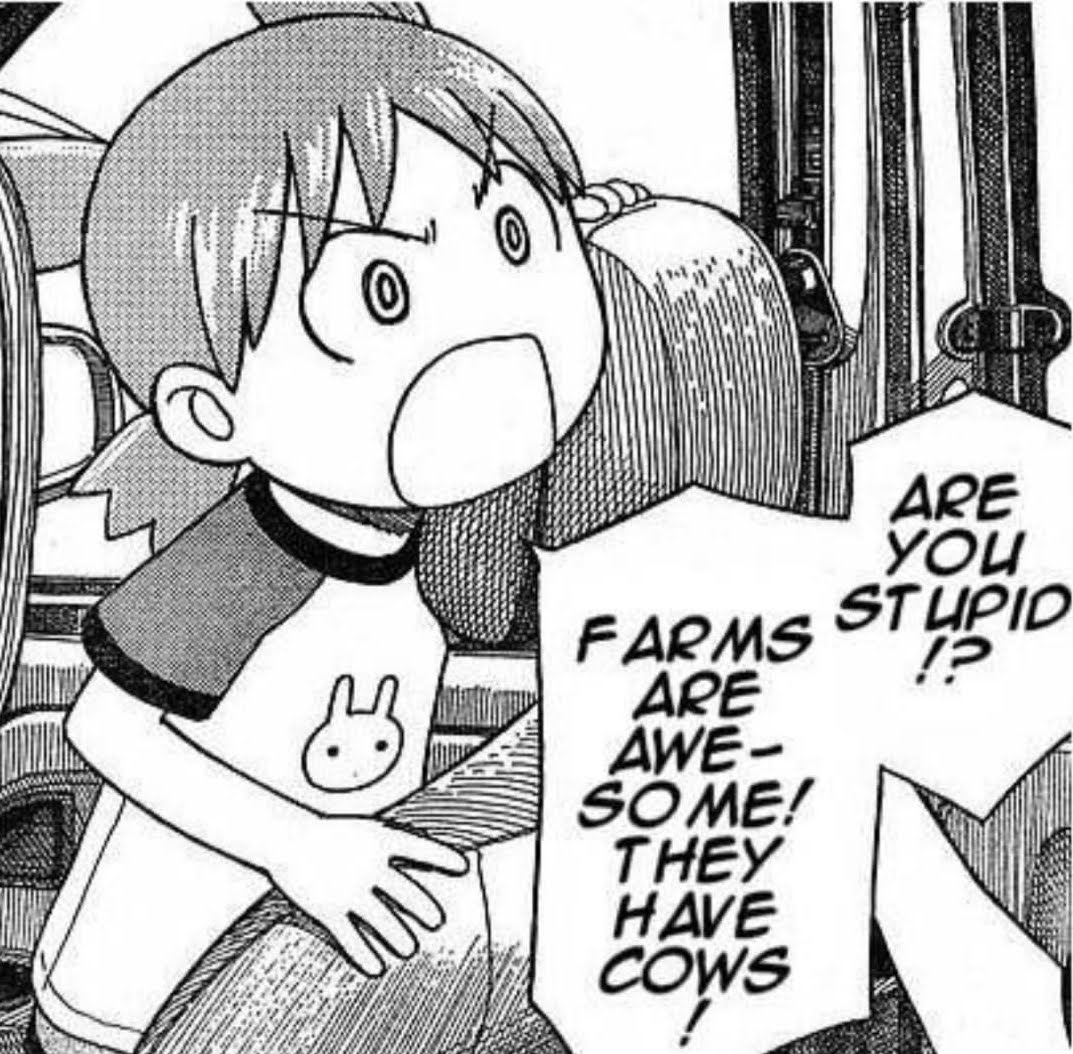 ARE
YOU
STUPID
!?
FARMS
ARE
AWE-
SOME!
THEY
HAVE
COWS
!